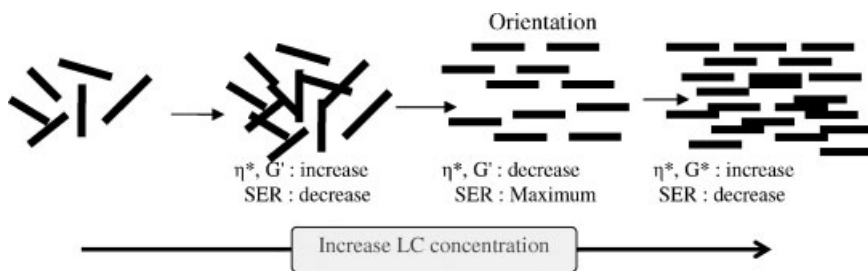 Orientation
η*, G' : increase
SER : decrease
η*, G' : decrease
SER : Maximum
η*, G* : increase
SER : decrease
Increase LC concentration